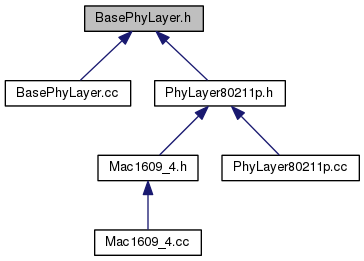 BasePhyLayer.h
BasePhyLayer.cc
PhyLayer80211p.h
Mac1609_4.h
PhyLayer80211p.cc
Mac1609_4.cc